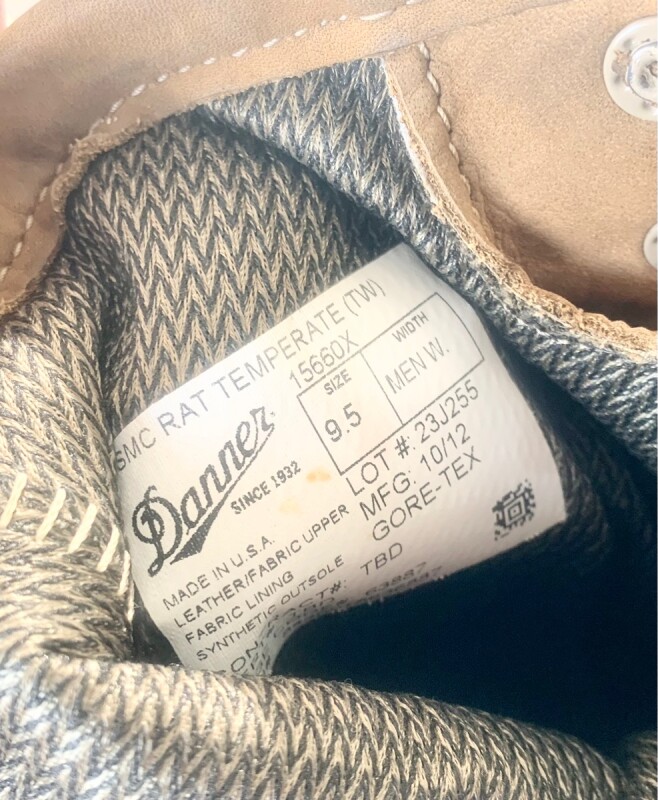 SMC RAT TEMPERATE (TW)
15660X
SIZE
WIDTH
9.5
MEN W.
Danner
SINCE 1932
LOT # 23J255
MFG: 10/12
GORE-TEX
MADE IN U.S.A.
LEATHER/FABRIC UPPER
FABRIC LINING
SYNTHETIC OUTSOLE
TBD